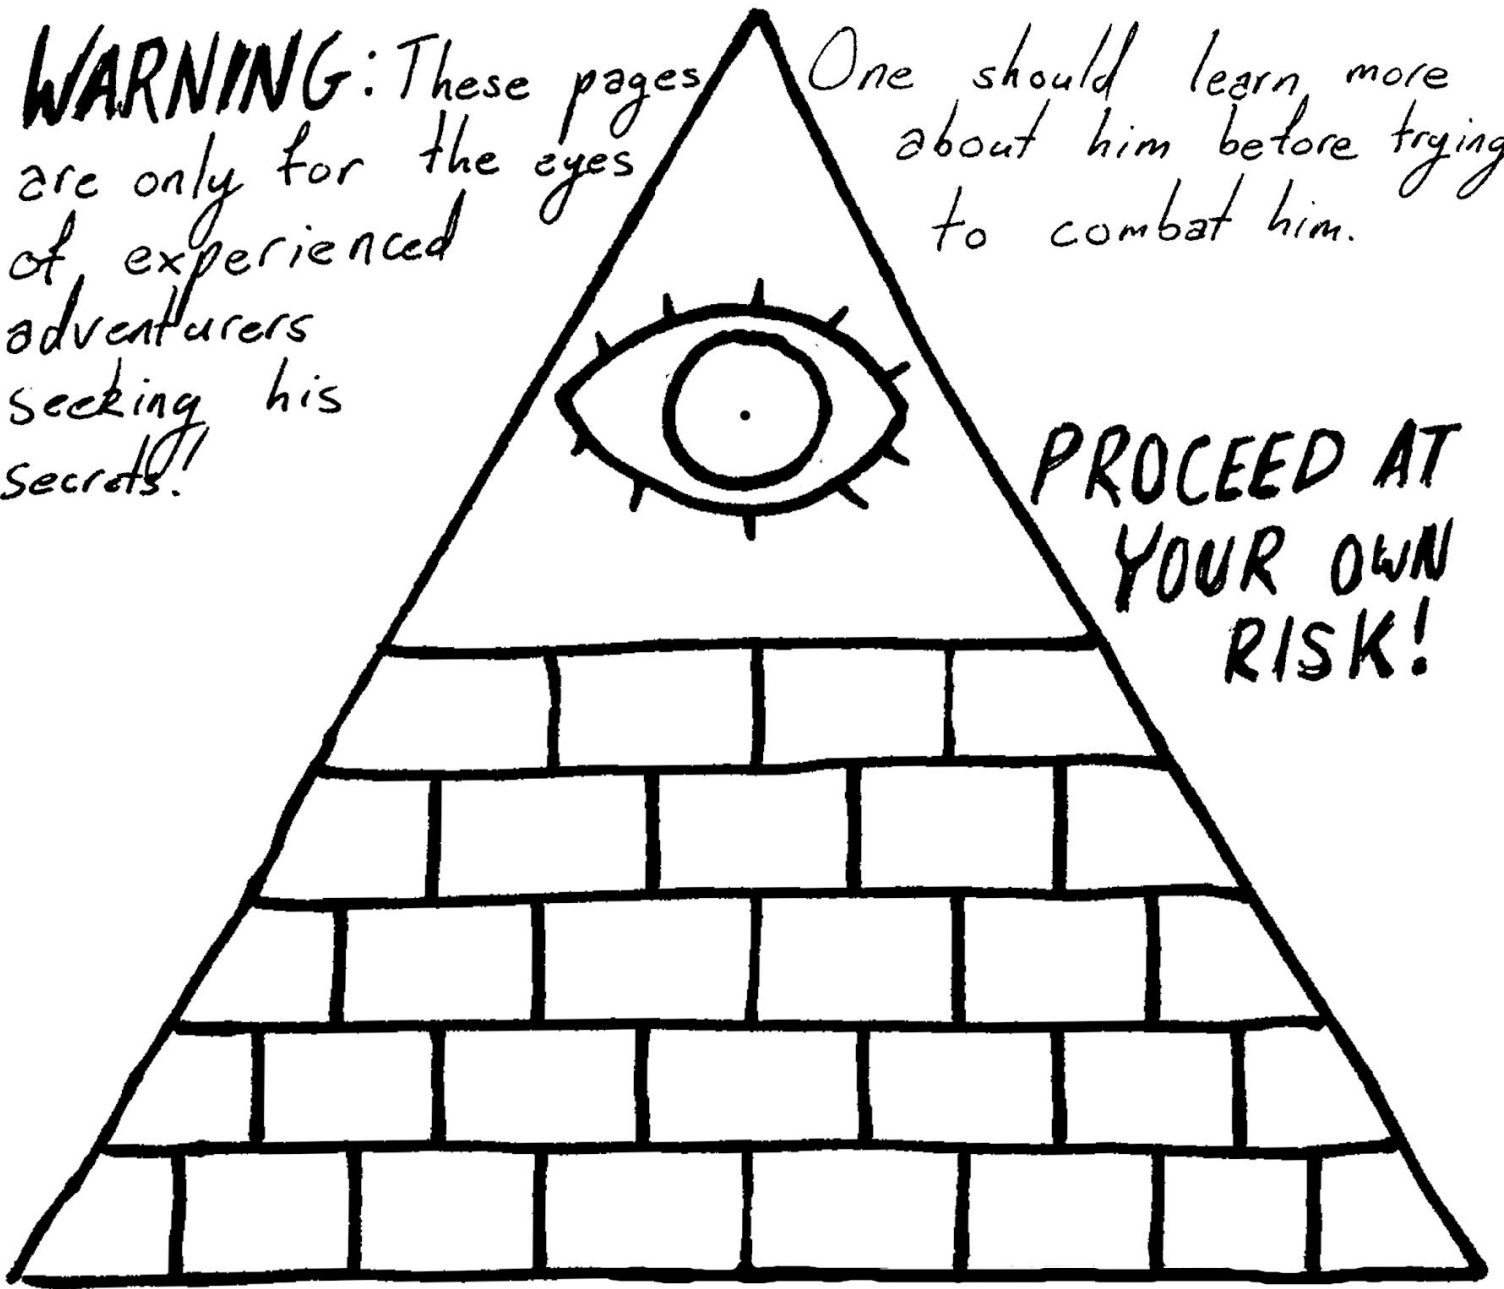 WARNING: These pages
are only for the eyes
of experienced
adventurers
seeking his
secrets!
One should learn more
about him before trying
to combat him.
PROCEED AT
YOUR OWN
RISK!